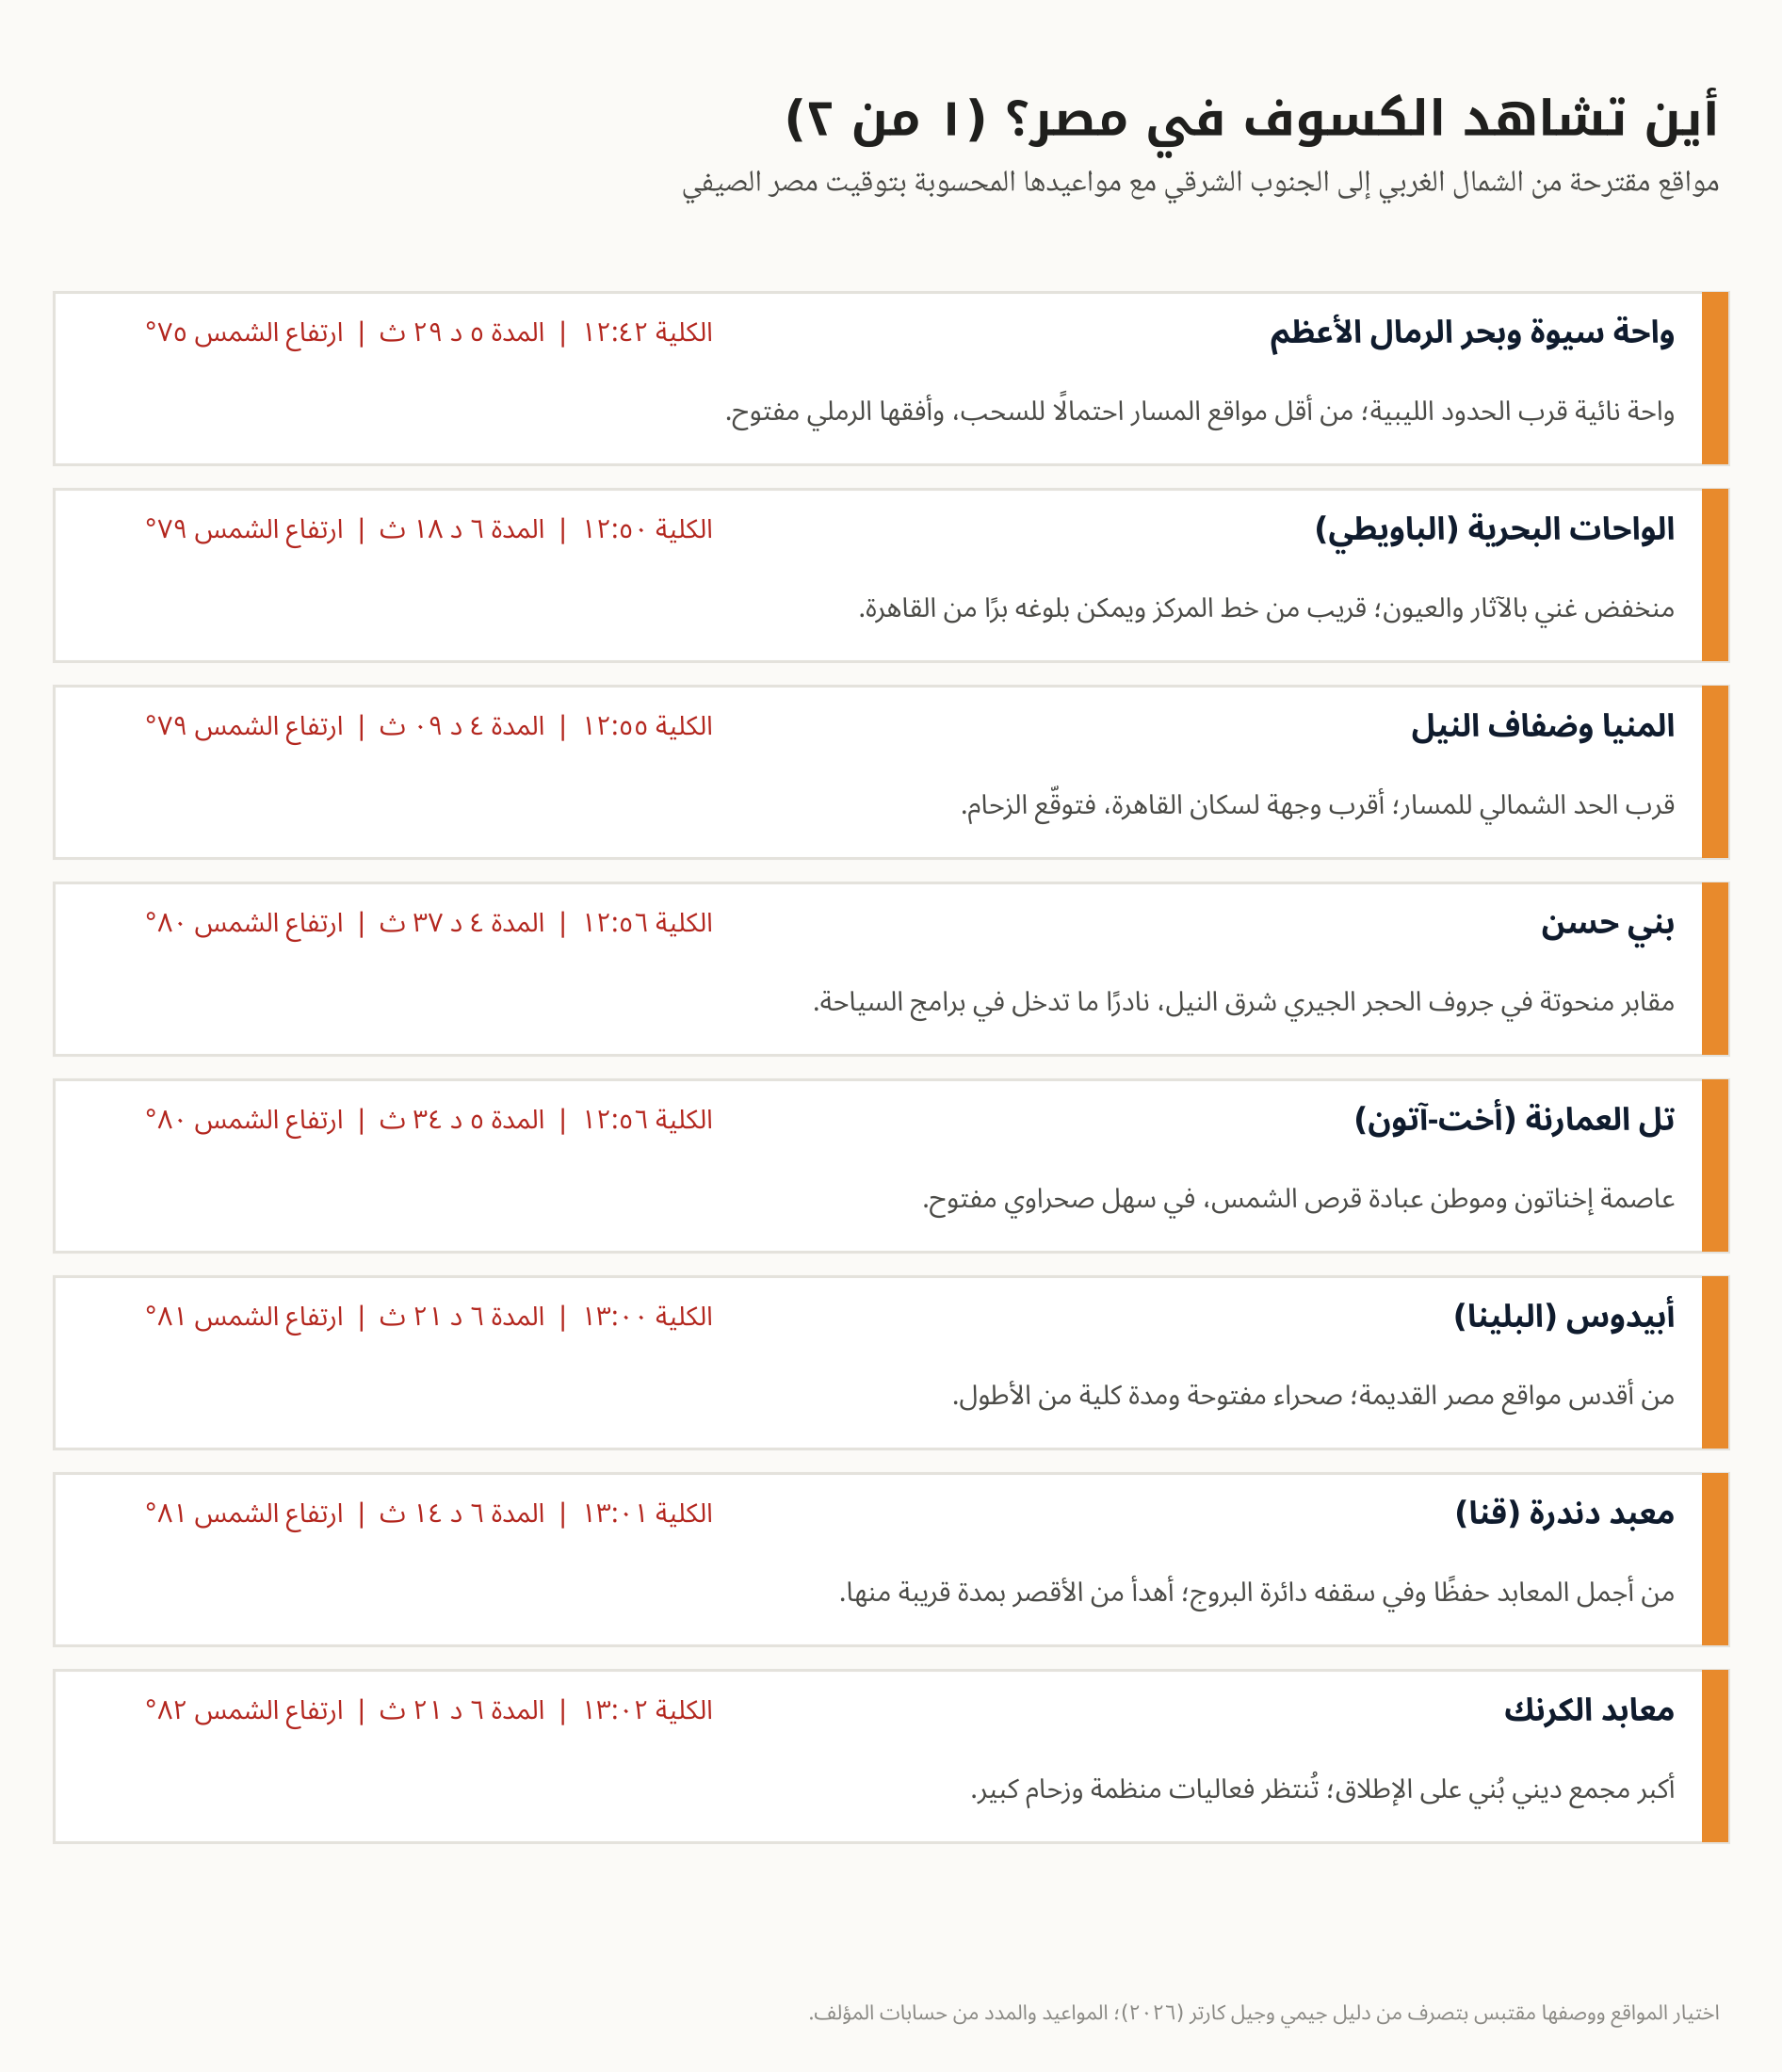 أين تشاهد الكسوف في مصر؟ (١ من ٢)
مواقع مقترحة من الشمال الغربي إلى الجنوب الشرقي مع مواعيدها المحسوبة بتوقيت مصر الصيفي
واحة سيوة وبحر الرمال الأعظم
الكلية ١٢:٤٢ | المدة ٥ د ٢٩ ث | ارتفاع الشمس ٧٥°
واحة نائية قرب الحدود الليبية؛ من أقل مواقع المسار احتمالًا للسحب، وأفقها الرملي مفتوح.
الواحات البحرية (الباويطي)
الكلية ١٢:٥٠ | المدة ٦ د ١٨ ث | ارتفاع الشمس ٧٩°
منخفض غني بالآثار والعيون؛ قريب من خط المركز ويمكن بلوغه برًا من القاهرة.
المنيا وضفاف النيل
الكلية ١٢:٥٥ | المدة ٤ د ٠٩ ث | ارتفاع الشمس ٧٩°
قرب الحد الشمالي للمسار؛ أقرب وجهة لسكان القاهرة، فتوقّع الزحام.
بني حسن
الكلية ١٢:٥٦ | المدة ٤ د ٣٧ ث | ارتفاع الشمس ٨٠°
مقابر منحوتة في جروف الحجر الجيري شرق النيل، نادرًا ما تدخل في برامج السياحة.
تل العمارنة (أخت-آتون)
الكلية ١٢:٥٦ | المدة ٥ د ٣٤ ث | ارتفاع الشمس ٨٠°
عاصمة إخناتون وموطن عبادة قرص الشمس، في سهل صحراوي مفتوح.
أبيدوس (البلينا)
الكلية ١٣:٠٠ | المدة ٦ د ٢١ ث | ارتفاع الشمس ٨١°
من أقدس مواقع مصر القديمة؛ صحراء مفتوحة ومدة كلية من الأطول.
معبد دندرة (قنا)
الكلية ١٣:٠١ | المدة ٦ د ١٤ ث | ارتفاع الشمس ٨١°
من أجمل المعابد حفظًا وفي سقفه دائرة البروج؛ أهدأ من الأقصر بمدة قريبة منها.
معابد الكرنك
الكلية ١٣:٠٢ | المدة ٦ د ٢١ ث | ارتفاع الشمس ٨٢°
أكبر مجمع ديني بُني على الإطلاق؛ تُنتظر فعاليات منظمة وزحام كبير.
اختيار المواقع ووصفها مقتبس بتصرف من دليل جيمي وجيل كارتر (٢٠٢٦)؛ المواعيد والمدد من حسابات المؤلف.